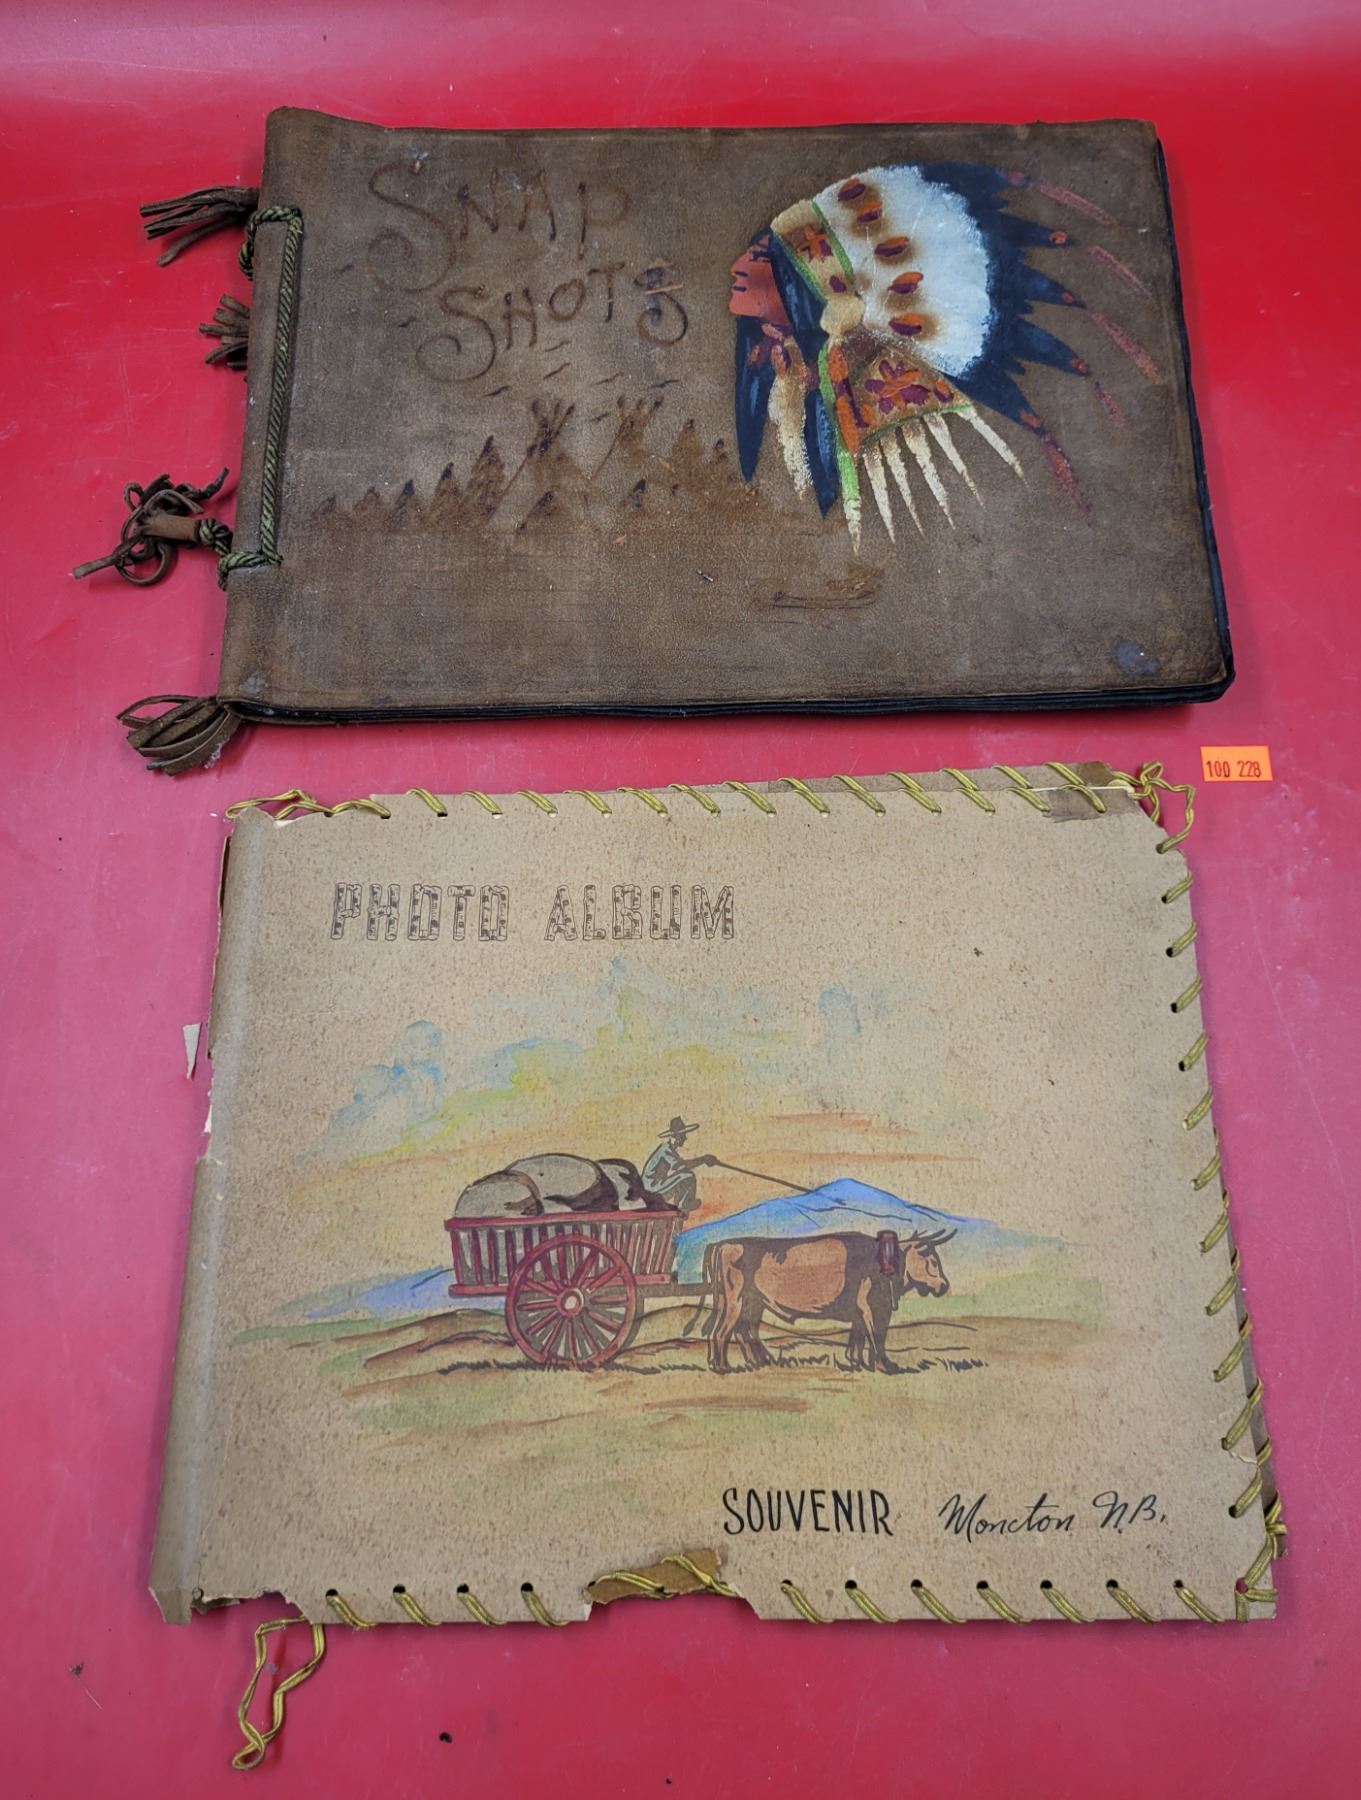 SNAP
SHOTS
100 228
PHOTO ALBUM
SOUVENIR Moncton N.B.